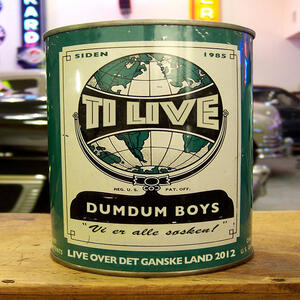 SIDEN 1985
TI LIVE
REG. U.S. PAT. OFF.
DUMDUM BOYS
"Vi er alle søsken!"
LIVE OVER DET GANSKE LAND 2012